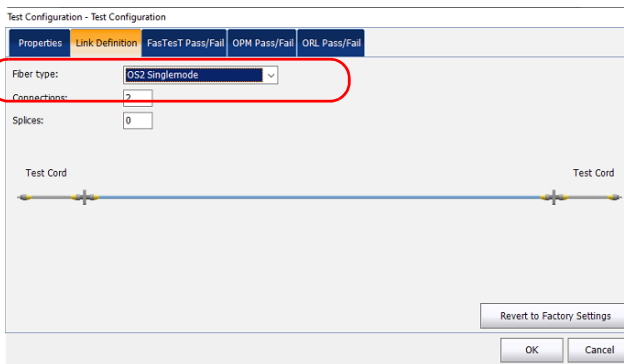 Test Configuration - Test Configuration
Properties Link Definition FasTesT Pass/Fail OPM Pass/Fail ORL Pass/Fail
Fiber type: OS2 Singlemode
Connections: 2
Splices: 0
Test Cord Test Cord
Revert to Factory Settings
OK Cancel